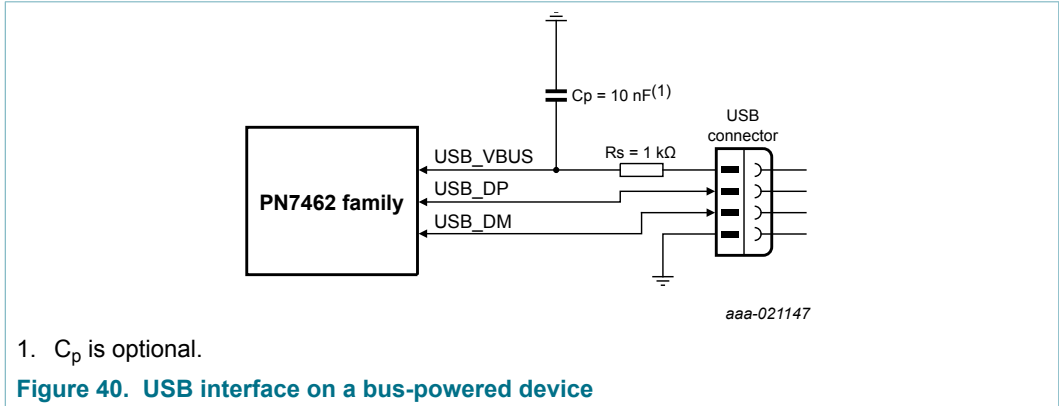 Cp = 10 nF(1)
USB
connector
USB_VBUS
Rs = 1 kΩ
USB_DP
PN7462 family
USB_DM
aaa-021147
1. Cp is optional.
Figure 40. USB interface on a bus-powered device